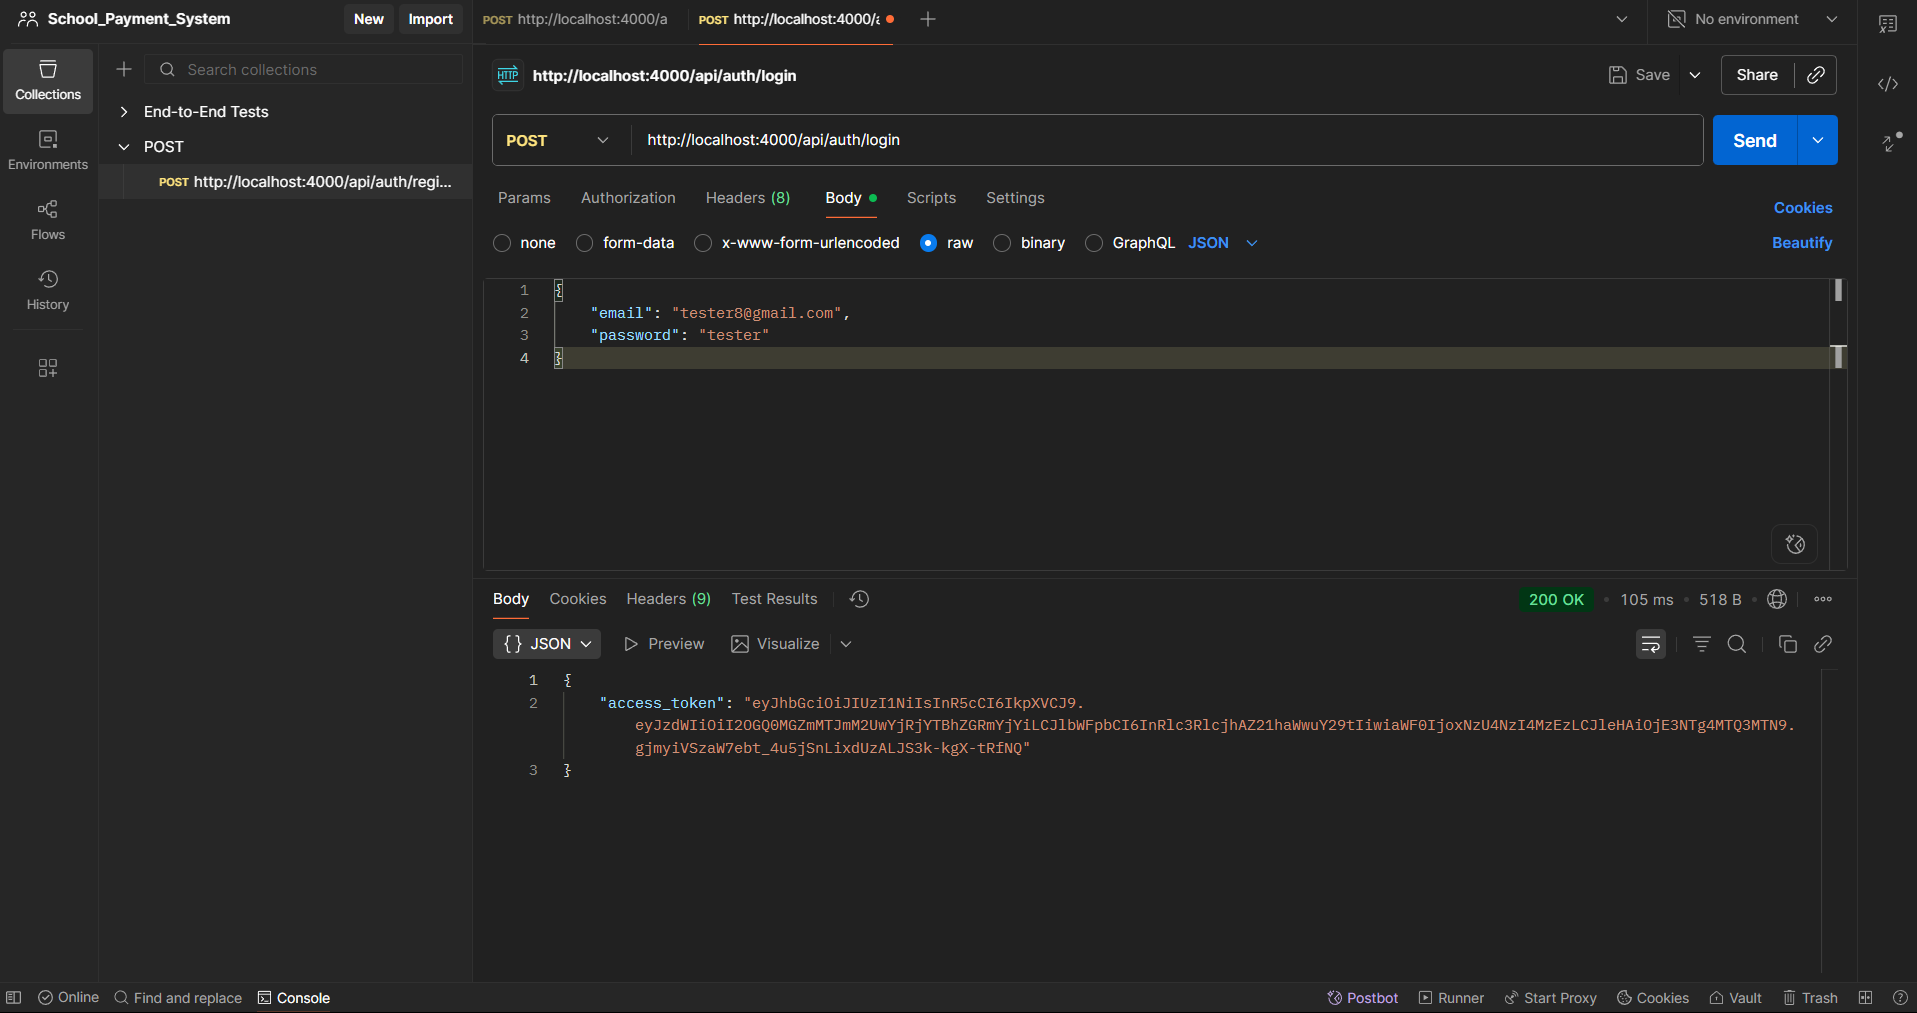 School_Payment_System
New
Import
POST http://localhost:4000/a
POST http://localhost:4000/a
No environment
Collections
Environments
Flows
History
Search collections
End-to-End Tests
POST
POST http://localhost:4000/api/auth/regi...
HTTP http://localhost:4000/api/auth/login
Save
Share
POST
http://localhost:4000/api/auth/login
Send
Params
Authorization
Headers (8)
Body
Scripts
Settings
Cookies
none
form-data
x-www-form-urlencoded
raw
binary
GraphQL
JSON
Beautify
1 {
2 "email": "tester8@gmail.com",
3 "password": "tester"
4 }
Body
Cookies
Headers (9)
Test Results
200 OK
105 ms
518 B
{} JSON
Preview
Visualize
1 {
2 "access_token": "eyJhbGciOiJIUzI1NiIsInR5cCI6IkpXVCJ9.
eyJzdWIiOiI2OGQ0MGZmMTJmM2UwYjRjYTBhZGRmYjYiLCJlbWFpbCI6InRlc3RlcjhAZ21haWwuY29tIiwiaWF0IjoxNzU4NzI4MzEzLCJleHAiOjE3NTg4MTQ3MTN9.
gjmyiVSzaW7ebt_4u5jSnLixdUzALJS3k-kgX-tRfNQ"
3 }
Online
Find and replace
Console
Postbot
Runner
Start Proxy
Cookies
Vault
Trash